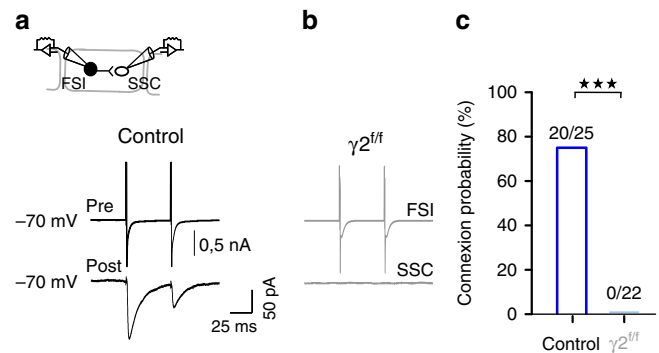 a
b
c
FSI
SSC
Control
γ2f/f
Pre
–70 mV
0,5 nA
Post
–70 mV
50 pA
25 ms
FSI
SSC
Connexion probability (%)
★★★
100
80
60
40
20
0
20/25
0/22
Control
γ2f/f